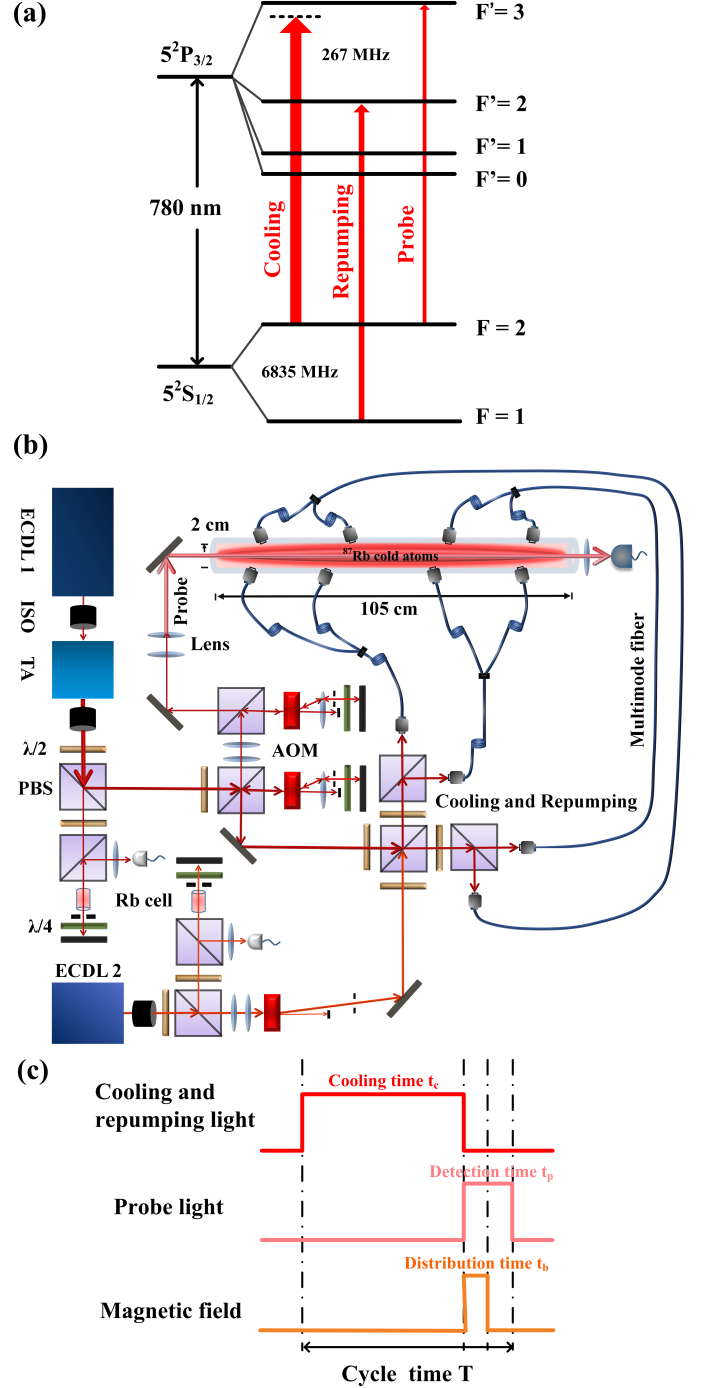 (a)
F'= 3
5²P₃/₂
267 MHz
F'= 2
F'= 1
F'= 0
780 nm
Cooling
Repumping
Probe
F = 2
6835 MHz
5²S₁/₂
F = 1
(b)
ECDL 1
ISO
TA
λ/2
PBS
λ/4
2 cm
⁸⁷Rb cold atoms
105 cm
Probe
Lens
AOM
Multimode fiber
Cooling and Repumping
Rb cell
ECDL 2
(c)
Cooling and
repumping light
Cooling time t_c
Probe light
Detection time t_p
Magnetic field
Distribution time t_b
Cycle time T